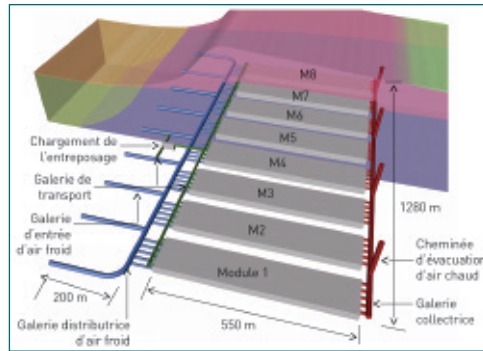 M8
M7
M6
M5
M4
M3
M2
Module 1
Chargement de
l'entreposage
Galerie de
transport
Galerie
d'entrée
d'air froid
200 m
Galerie distributrice
d'air froid
550 m
1280 m
Cheminée
d'évacuation
d'air chaud
Galerie
collectrice